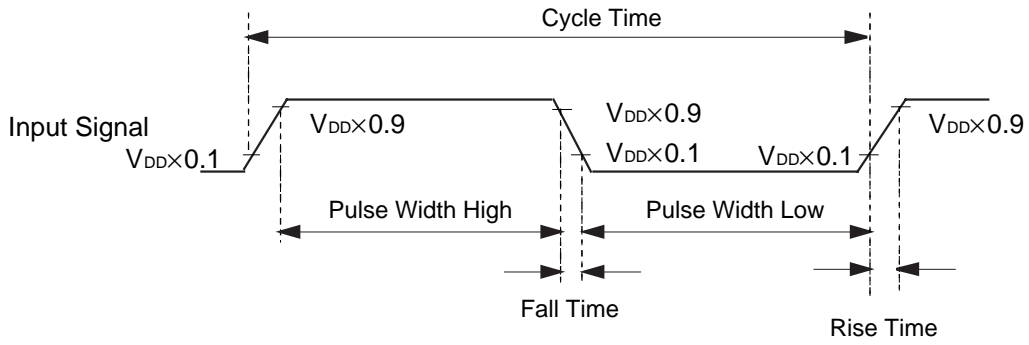 Cycle Time
Input Signal
VDD×0.1
VDD×0.9
VDD×0.9
VDD×0.1
VDD×0.1
VDD×0.9
Pulse Width High
Pulse Width Low
Fall Time
Rise Time